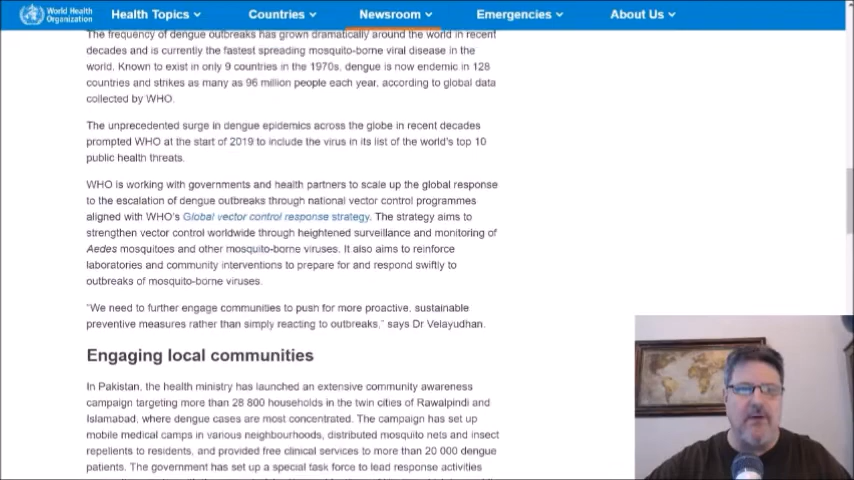 World Health
Organization
Health Topics
Countries
Newsroom
Emergencies
About Us
The frequency of dengue outbreaks has grown dramatically around the world in recent
decades and is currently the fastest spreading mosquito-borne viral disease in the
world. Known to exist in only 9 countries in the 1970s, dengue is now endemic in 128
countries and strikes as many as 96 million people each year, according to global data
collected by WHO.
The unprecedented surge in dengue epidemics across the globe in recent decades
prompted WHO at the start of 2019 to include the virus in its list of the world's top 10
public health threats.
WHO is working with governments and health partners to scale up the global response
to the escalation of dengue outbreaks through national vector control programmes
aligned with WHO's Global vector control response strategy. The strategy aims to
strengthen vector control worldwide through heightened surveillance and monitoring of
Aedes mosquitoes and other mosquito-borne viruses. It also aims to reinforce
laboratories and community interventions to prepare for and respond swiftly to
outbreaks of mosquito-borne viruses.
"We need to further engage communities to push for more proactive, sustainable
preventive measures rather than simply reacting to outbreaks," says Dr Velayudhan.
Engaging local communities
In Pakistan, the health ministry has launched an extensive community awareness
campaign targeting more than 28 800 households in the twin cities of Rawalpindi and
Islamabad, where dengue cases are most concentrated. The campaign has set up
mobile medical camps in various neighbourhoods, distributed mosquito nets and insect
repellents to residents, and provided free clinical services to more than 20 000 dengue
patients. The government has set up a special task force to lead response activities